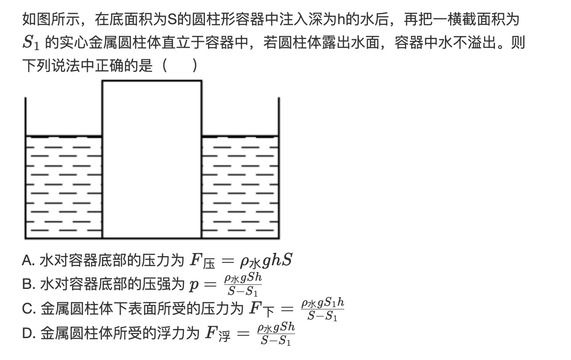 如图所示，在底面积为S的圆柱形容器中注入深为h的水后，再把一横截面积为
S₁ 的实心金属圆柱体直立于容器中，若圆柱体露出水面，容器中水不溢出。则
下列说法中正确的是（　　）
A. 水对容器底部的压力为 F压 = ρ水ghS
B. 水对容器底部的压强为 p = ρ水gSh/(S−S₁)
C. 金属圆柱体下表面所受的压力为 F下 = ρ水gS₁h/(S−S₁)
D. 金属圆柱体所受的浮力为 F浮 = ρ水gSh/(S−S₁)